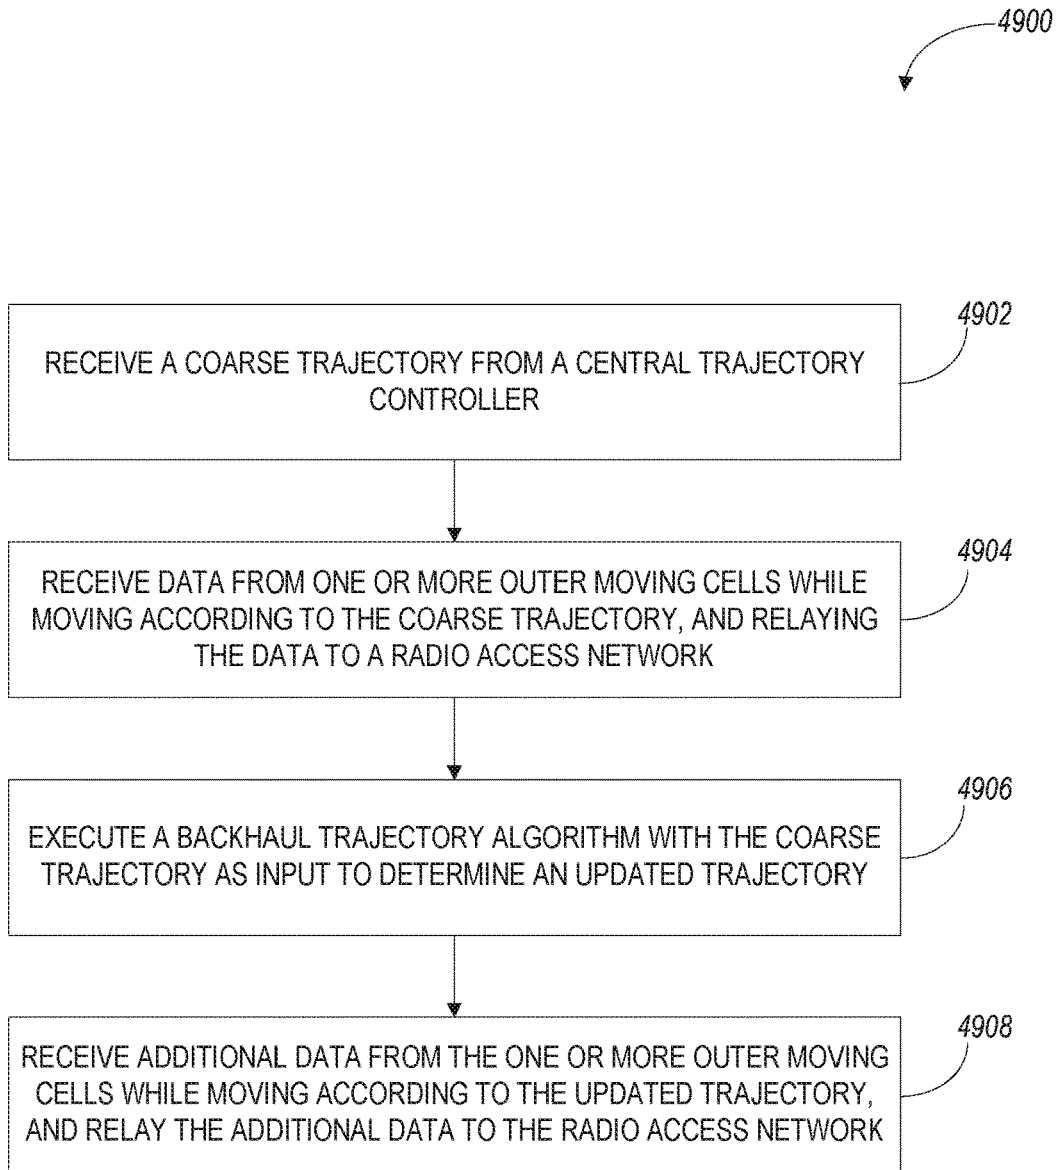 4900
4902
RECEIVE A COARSE TRAJECTORY FROM A CENTRAL TRAJECTORY
CONTROLLER
4904
RECEIVE DATA FROM ONE OR MORE OUTER MOVING CELLS WHILE
MOVING ACCORDING TO THE COARSE TRAJECTORY, AND RELAYING
THE DATA TO A RADIO ACCESS NETWORK
4906
EXECUTE A BACKHAUL TRAJECTORY ALGORITHM WITH THE COARSE
TRAJECTORY AS INPUT TO DETERMINE AN UPDATED TRAJECTORY
4908
RECEIVE ADDITIONAL DATA FROM THE ONE OR MORE OUTER MOVING
CELLS WHILE MOVING ACCORDING TO THE UPDATED TRAJECTORY,
AND RELAY THE ADDITIONAL DATA TO THE RADIO ACCESS NETWORK